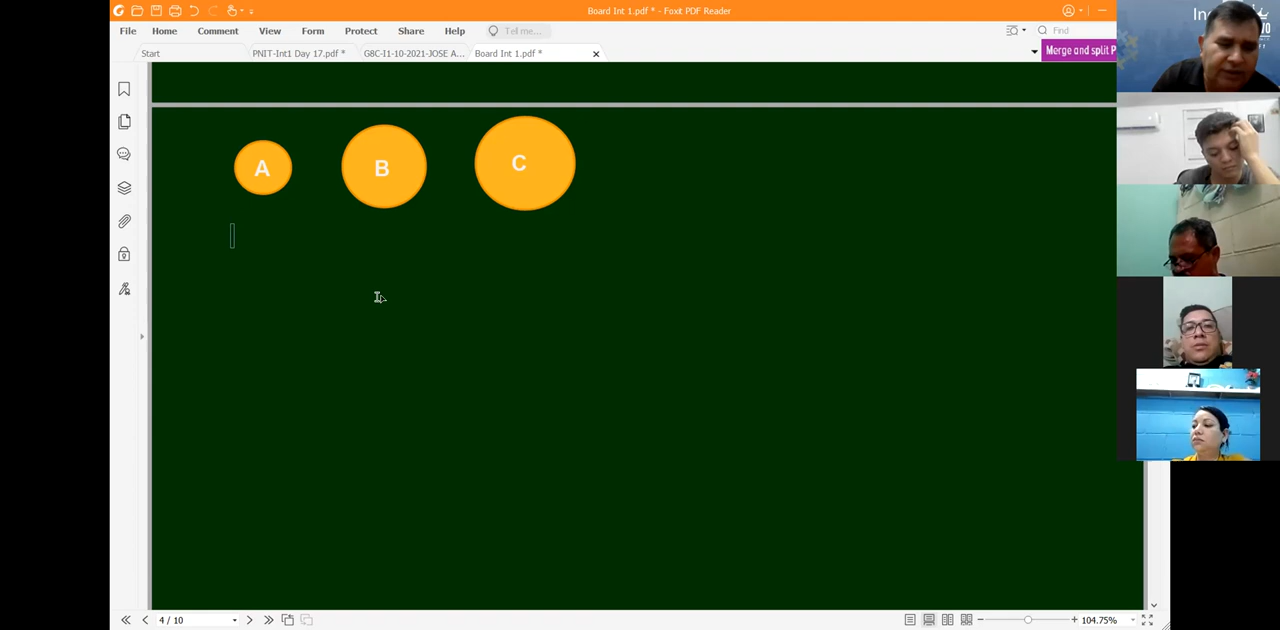 Board Int 1.pdf * - Foxit PDF Reader
File Home Comment Convert View Form Protect Share Help Tell me... Find
Start PNIT-Int1 Day 17.pdf * G8C-I1-10-2021-JOSE A... Board Int 1.pdf * Merge and split P
A B C
4 / 10 104.75%